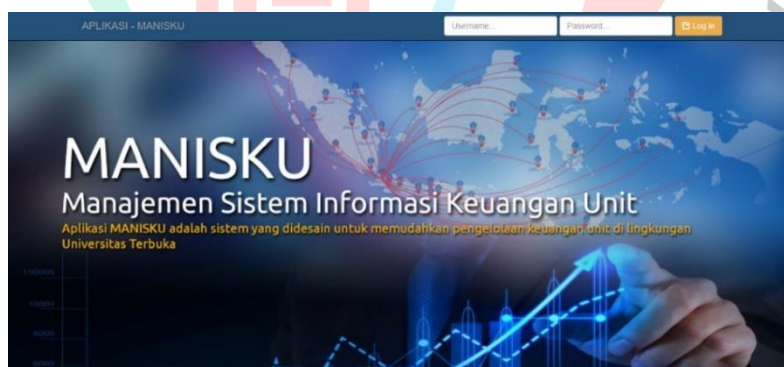 APLIKASI - MANISKU
Username...
Password...
Log in
MANISKU
Manajemen Sistem Informasi Keuangan Unit
Aplikasi MANISKU adalah sistem yang didesain untuk memudahkan pengelolaan keuangan unit di lingkungan
Universitas Terbuka